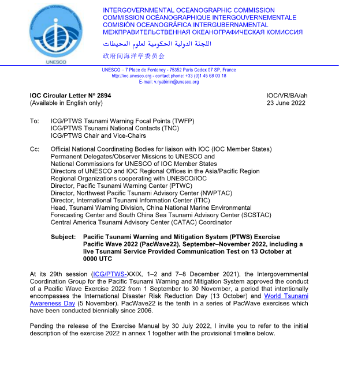 UNESCO
INTERGOVERNMENTAL OCEANOGRAPHIC COMMISSION
COMMISSION OCÉANOGRAPHIQUE INTERGOUVERNEMENTALE
COMISIÓN OCEANOGRÁFICA INTERGUBERNAMENTAL
МЕЖПРАВИТЕЛЬСТВЕННАЯ ОКЕАНОГРАФИЧЕСКАЯ КОМИССИЯ
اللجنة الدولية الحكومية لعلوم المحيطات
政府间海洋学委员会
UNESCO – 7 Place de Fontenoy - 75352 Paris Cedex 07 SP, France
http://ioc.unesco.org - contact phone: +33 (0)1 45 68 03 18
E-mail: v.ryabinin@unesco.org
IOC Circular Letter N° 2894
IOC/VR/BA/ah
(Available in English only)
23 June 2022
To: ICG/PTWS Tsunami Warning Focal Points (TWFP)
ICG/PTWS Tsunami National Contacts (TNC)
ICG/PTWS Chair and Vice-Chairs
Cc: Official National Coordinating Bodies for liaison with IOC (IOC Member States)
Permanent Delegates/Observer Missions to UNESCO and
National Commissions for UNESCO of IOC Member States
Directors of UNESCO and IOC Regional Offices in the Asia/Pacific Region
Regional Organizations cooperating with UNESCO/IOC
Director, Pacific Tsunami Warning Center (PTWC)
Director, Northwest Pacific Tsunami Advisory Center (NWPTAC)
Director, International Tsunami Information Center (ITIC)
Head, Tsunami Warning Division, China National Marine Environmental
Forecasting Center and South China Sea Tsunami Advisory Center (SCSTAC)
Central America Tsunami Advisory Center (CATAC) Coordinator
Subject: Pacific Tsunami Warning and Mitigation System (PTWS) Exercise
Pacific Wave 2022 (PacWave22), September–November 2022, including a
live Tsunami Service Provided Communication Test on 13 October at
0000 UTC
At its 29th session (ICG/PTWS-XXIX, 1–2 and 7–8 December 2021), the Intergovernmental
Coordination Group for the Pacific Tsunami Warning and Mitigation System approved the conduct
of a Pacific Wave Exercise 2022 from 1 September to 30 November, a period that intentionally
encompasses the International Disaster Risk Reduction Day (13 October) and World Tsunami
Awareness Day (5 November). PacWave22 is the tenth in a series of PacWave exercises which
have been conducted biennially since 2006.
Pending the release of the Exercise Manual by 30 July 2022, I invite you to refer to the initial
description of the exercise 2022 in annex 1 together with the provisional timeline below.